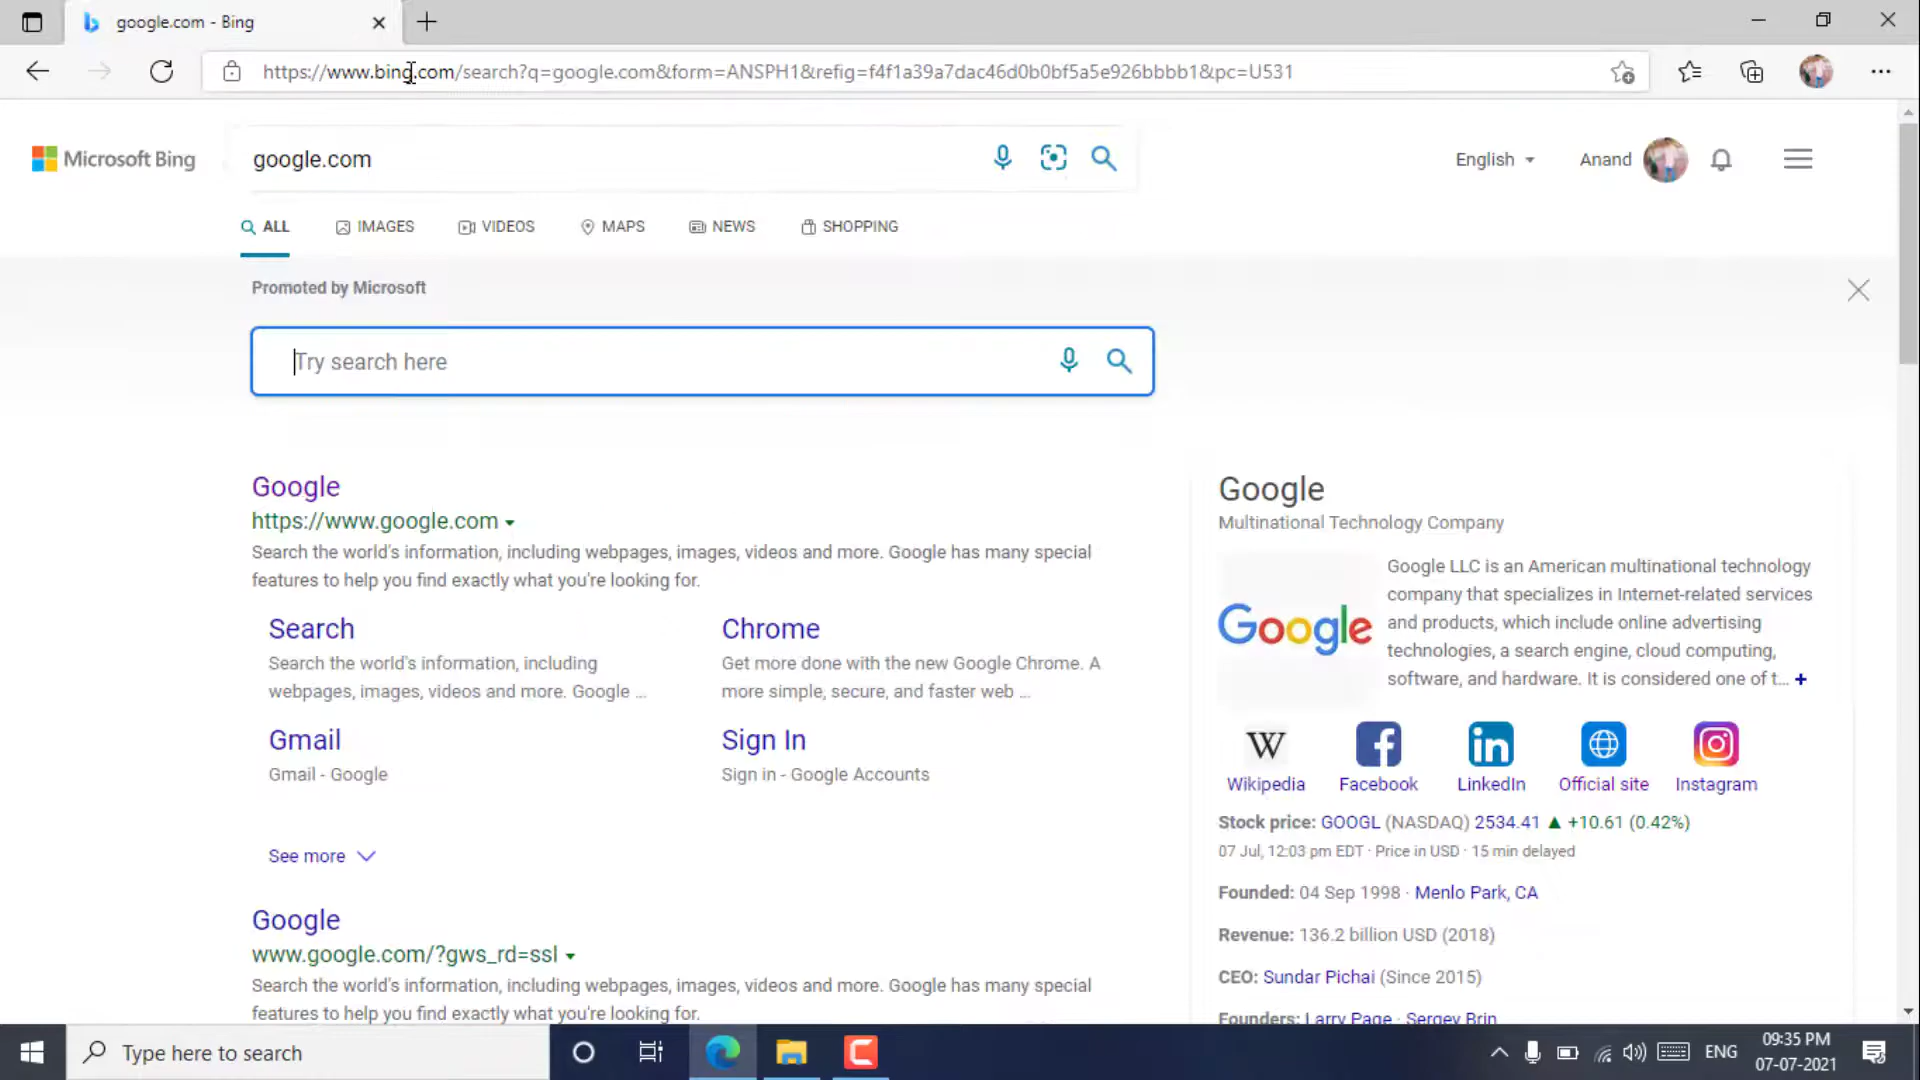 google.com - Bing
https://www.bing.com/search?q=google.com&form=ANSPH1&refig=f4f1a39a7dac46d0b0bf5a5e926bbbb1&pc=U531
Microsoft Bing
google.com
English
Anand
ALL
IMAGES
VIDEOS
MAPS
NEWS
SHOPPING
Promoted by Microsoft
Try search here
Google
https://www.google.com
Search the world's information, including webpages, images, videos and more. Google has many special
features to help you find exactly what you're looking for.
Search
Search the world's information, including
webpages, images, videos and more. Google ...
Chrome
Get more done with the new Google Chrome. A
more simple, secure, and faster web ...
Gmail
Gmail - Google
Sign In
Sign in - Google Accounts
See more
Google
www.google.com/?gws_rd=ssl
Search the world's information, including webpages, images, videos and more. Google has many special
features to help you find exactly what you're looking for.
Google
Multinational Technology Company
Google
Google LLC is an American multinational technology
company that specializes in Internet-related services
and products, which include online advertising
technologies, a search engine, cloud computing,
software, and hardware. It is considered one of t... +
W
Wikipedia
f
Facebook
in
LinkedIn
Official site
Instagram
Stock price: GOOGL (NASDAQ) 2534.41 ▲ +10.61 (0.42%)
07 Jul, 12:03 pm EDT · Price in USD · 15 min delayed
Founded: 04 Sep 1998 · Menlo Park, CA
Revenue: 136.2 billion USD (2018)
CEO: Sundar Pichai (Since 2015)
Founders: Larry Page · Sergey Brin
Type here to search
ENG
09:35 PM
07-07-2021